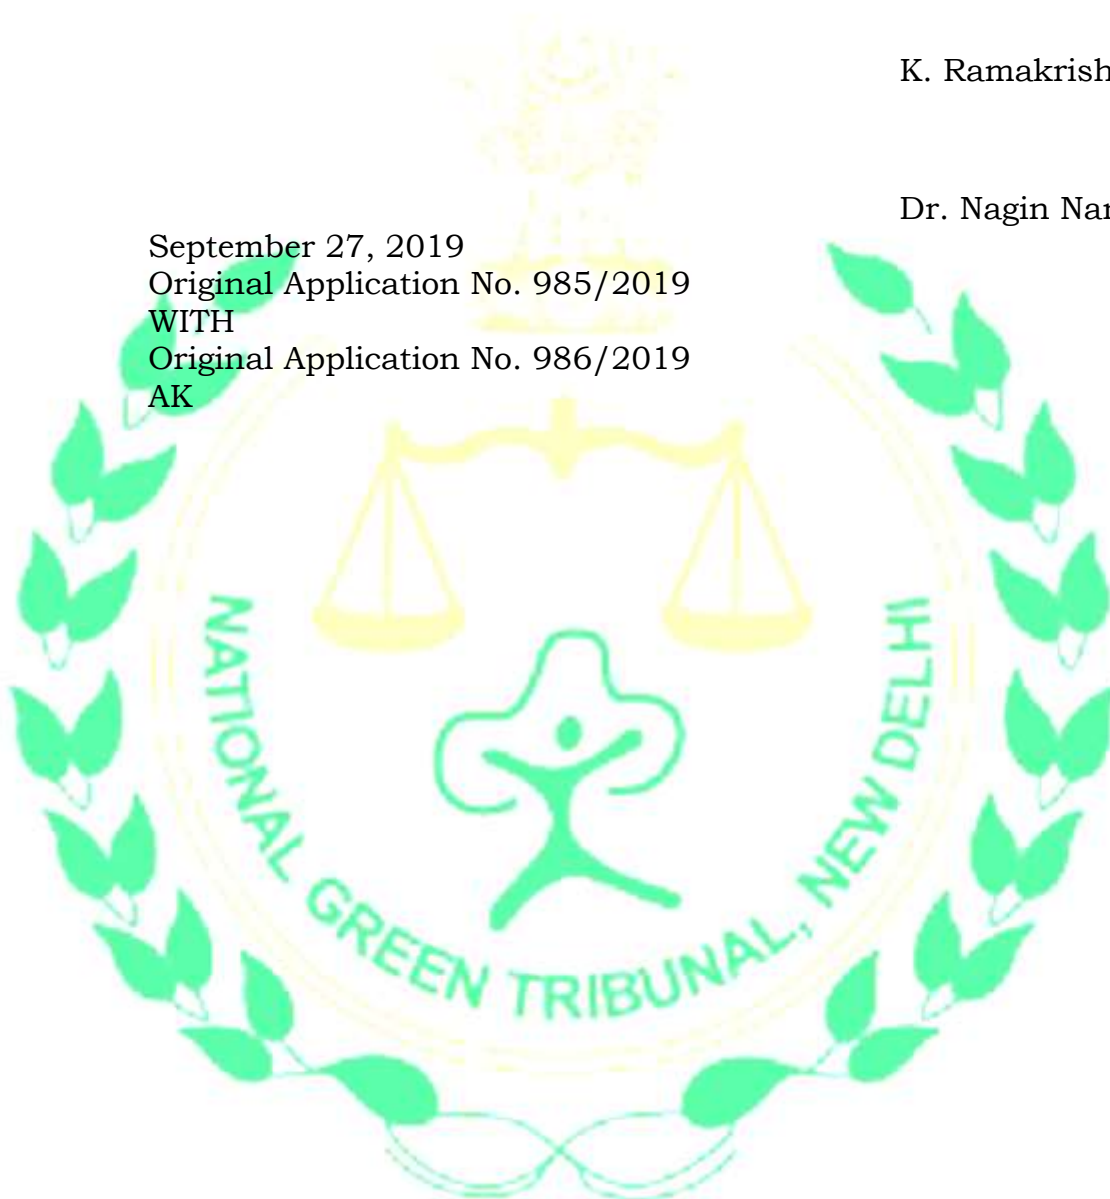 K. Ramakrish
Dr. Nagin Nan
September 27, 2019
Original Application No. 985/2019
WITH
Original Application No. 986/2019
AK
NATIONAL GREEN TRIBUNAL, NEW DELHI